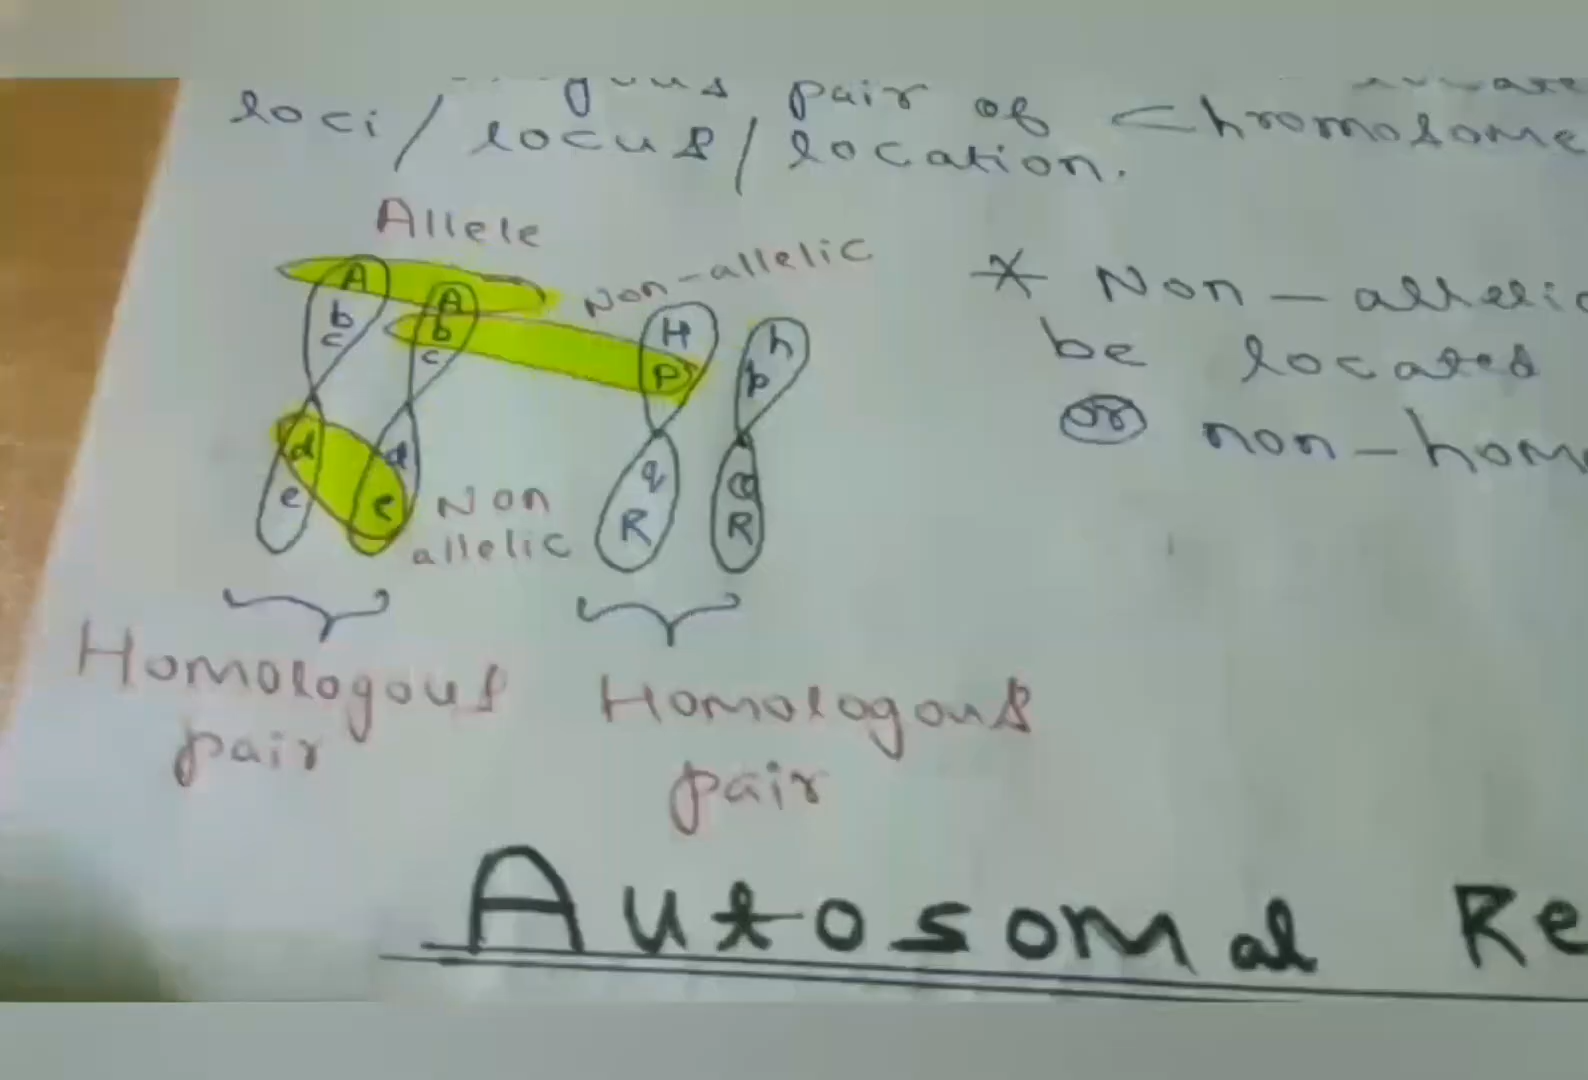 pair of Chromosome
loci / locus / location.
Allele
Non-allelic
A
b
c
d
e
A
b
c
d
e
H
P
q
R
h
p
Q
R
Non
allelic
Homologous
pair
Homologous
pair
* Non - allelic
be located
or non - hom
Autosomal Re